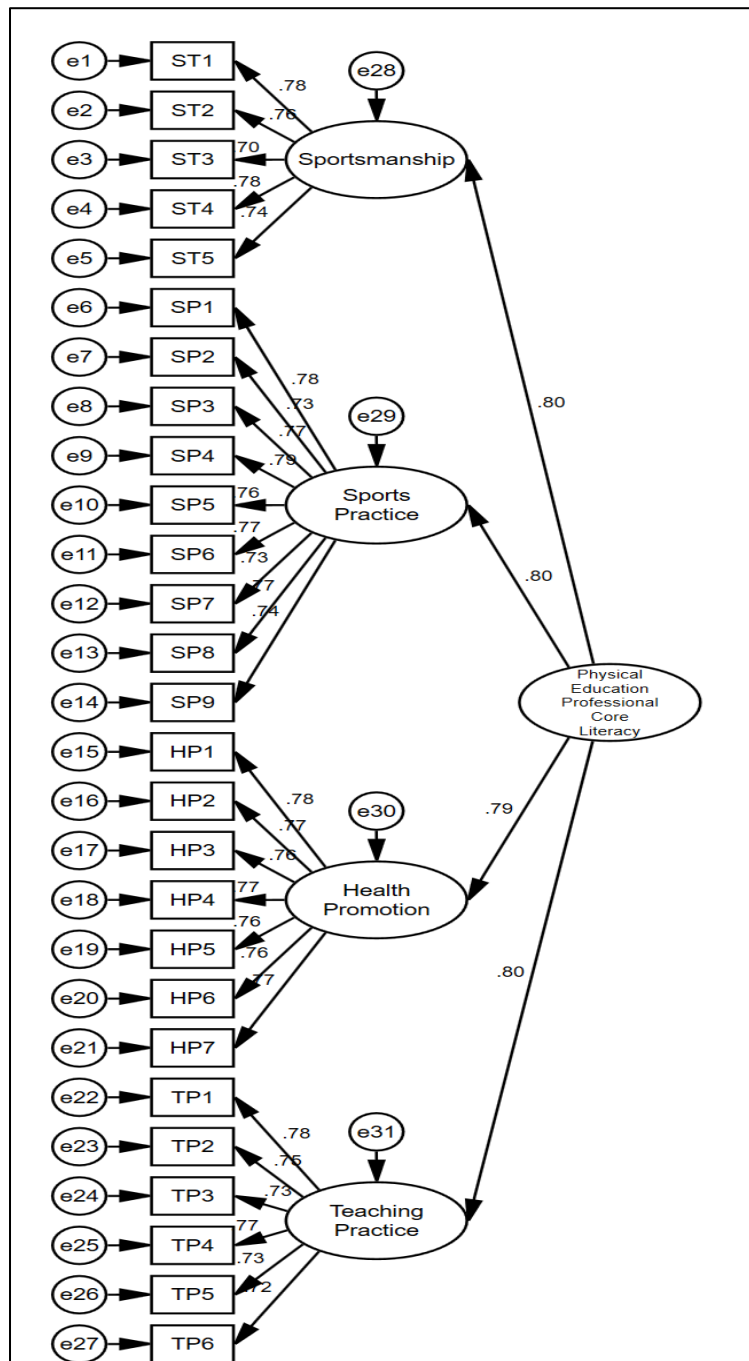 e1 ST1
e28
.78
e2 ST2
.76
e3 ST3
.70
Sportsmanship
e4 ST4
.78
.74
e5 ST5
e6 SP1
e7 SP2
.78
e8 SP3
.73
e29
.80
.77
e9 SP4
.79
e10 SP5
.76
Sports
Practice
e11 SP6
.77
.73
e12 SP7
.77
.80
.74
e13 SP8
e14 SP9
Physical
Education
Professional
Core
Literacy
e15 HP1
e16 HP2
.78
e30
.79
.77
e17 HP3
.76
e18 HP4
.77
Health
Promotion
e19 HP5
.76
.76
e20 HP6
.77
.80
e21 HP7
e22 TP1
.78
e31
e23 TP2
.75
e24 TP3
.73
Teaching
Practice
e25 TP4
.77
.73
e26 TP5
.72
e27 TP6